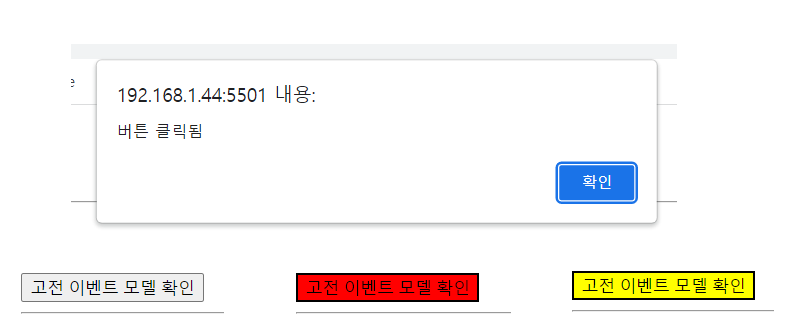 e
192.168.1.44:5501 내용:
버튼 클릭됨
확인
고전 이벤트 모델 확인
고전 이벤트 모델 확인
고전 이벤트 모델 확인